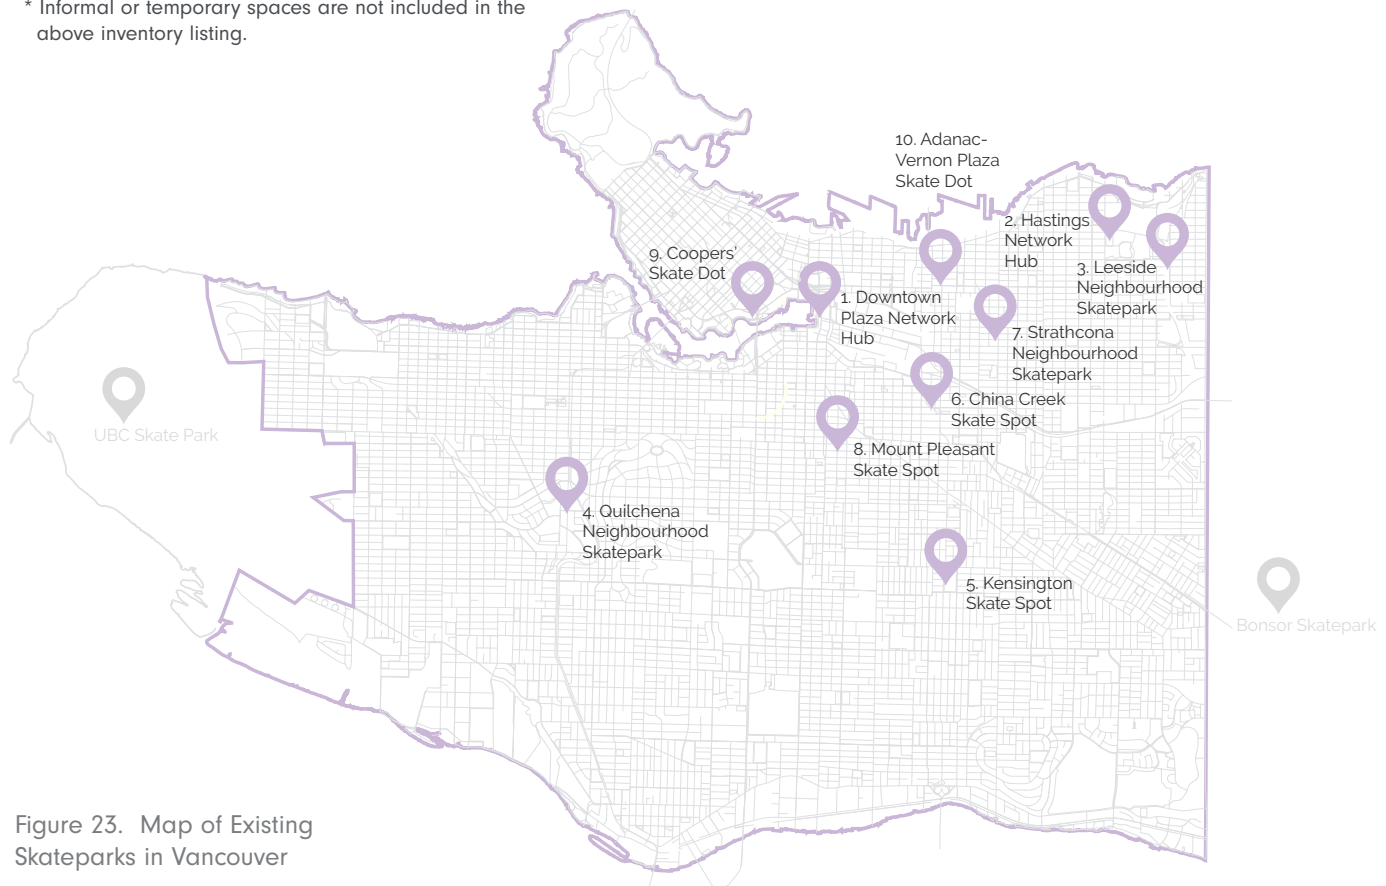 * Informal or temporary spaces are not included in the
above inventory listing.
10. Adanac-
Vernon Plaza
Skate Dot
2. Hastings
Network
Hub
9. Coopers'
Skate Dot
3. Leeside
Neighbourhood
Skatepark
1. Downtown
Plaza Network
Hub
7. Strathcona
Neighbourhood
Skatepark
6. China Creek
Skate Spot
UBC Skate Park
8. Mount Pleasant
Skate Spot
4. Quilchena
Neighbourhood
Skatepark
5. Kensington
Skate Spot
Bonsor Skatepark
Figure 23. Map of Existing
Skateparks in Vancouver